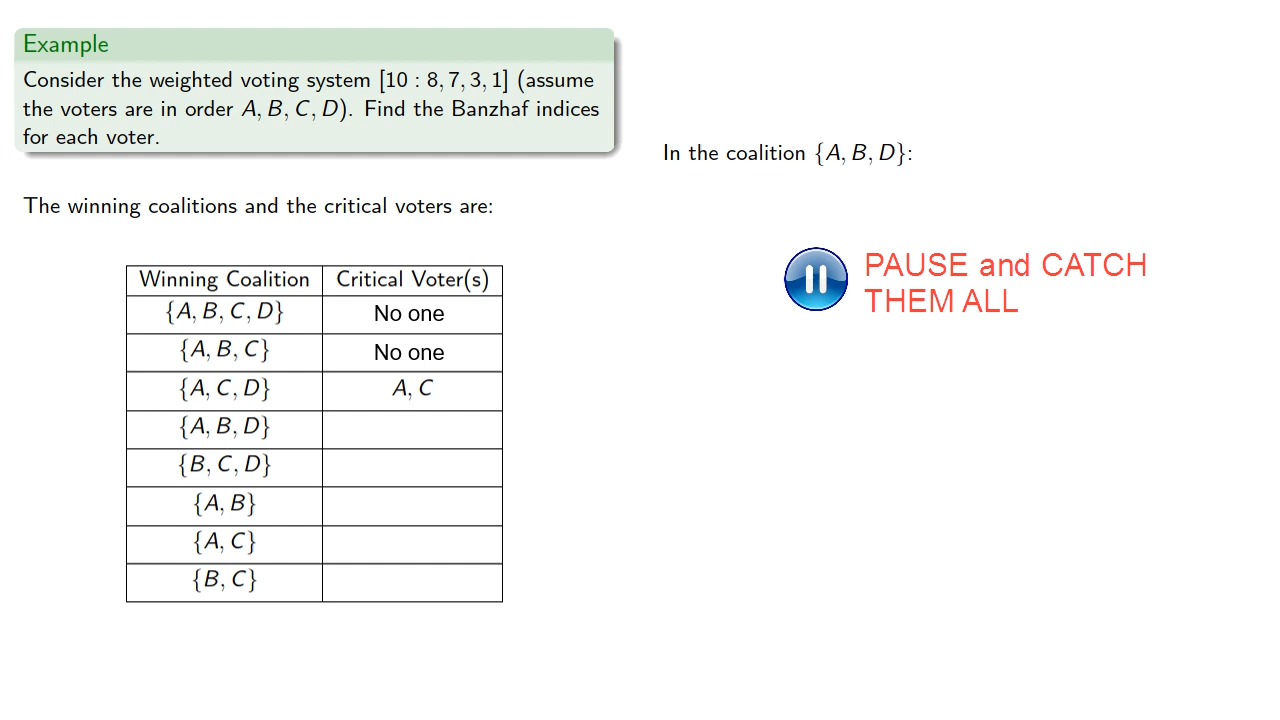 Example
Consider the weighted voting system [10 : 8, 7, 3, 1] (assume
the voters are in order A, B, C, D). Find the Banzhaf indices
for each voter.
In the coalition {A, B, D}:
The winning coalitions and the critical voters are:
PAUSE and CATCH
THEM ALL
Winning Coalition Critical Voter(s)
{A, B, C, D} No one
{A, B, C} No one
{A, C, D} A, C
{A, B, D}
{B, C, D}
{A, B}
{A, C}
{B, C}